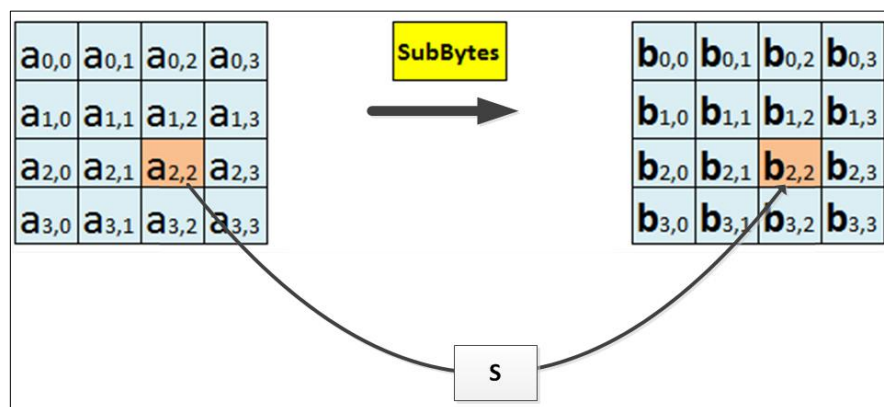 a0,0 a0,1 a0,2 a0,3 SubBytes b0,0 b0,1 b0,2 b0,3
a1,0 a1,1 a1,2 a1,3 b1,0 b1,1 b1,2 b1,3
a2,0 a2,1 a2,2 a2,3 b2,0 b2,1 b2,2 b2,3
a3,0 a3,1 a3,2 a3,3 b3,0 b3,1 b3,2 b3,3
S